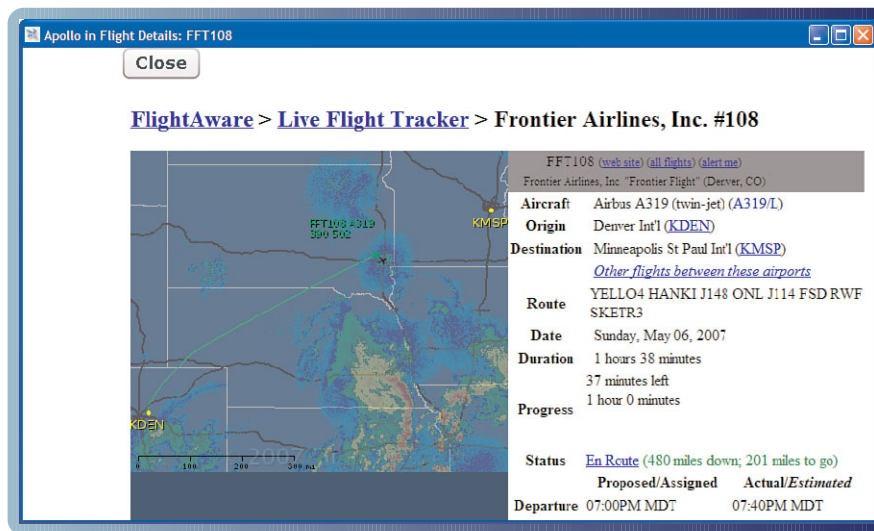 Apollo in Flight Details: FFT108
Close
FlightAware > Live Flight Tracker > Frontier Airlines, Inc. #108
FFT108 (web site) (all flights) (alert me)
Frontier Airlines, Inc "Frontier Flight" (Denver, CO)
Aircraft Airbus A319 (twin-jet) (A319/L)
Origin Denver Int'l (KDEN)
Destination Minneapolis St Paul Int'l (KMSP)
Other flights between these airports
Route YELLO4 HANKI J148 ONL J114 FSD RWF
SKETR3
Date Sunday, May 06, 2007
Duration 1 hours 38 minutes
37 minutes left
Progress 1 hour 0 minutes
Status En Route (480 miles down; 201 miles to go)
Proposed/Assigned Actual/Estimated
Departure 07:00PM MDT 07:40PM MDT
FFT108 A319
390 502
KMSP
KDEN
0 100 200 300 mi
2007